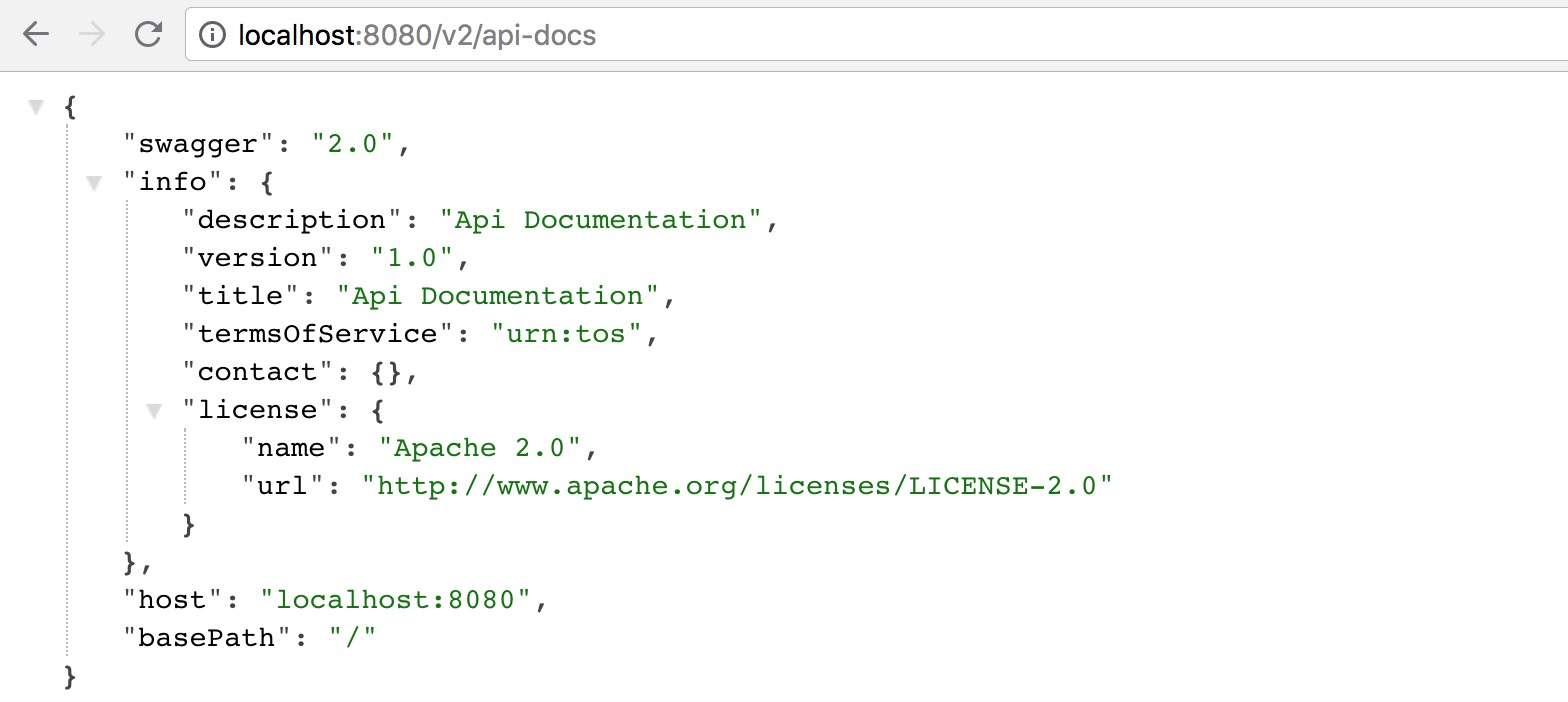 localhost:8080/v2/api-docs
{
"swagger": "2.0",
"info": {
"description": "Api Documentation",
"version": "1.0",
"title": "Api Documentation",
"termsOfService": "urn:tos",
"contact": {},
"license": {
"name": "Apache 2.0",
"url": "http://www.apache.org/licenses/LICENSE-2.0"
}
},
"host": "localhost:8080",
"basePath": "/"
}